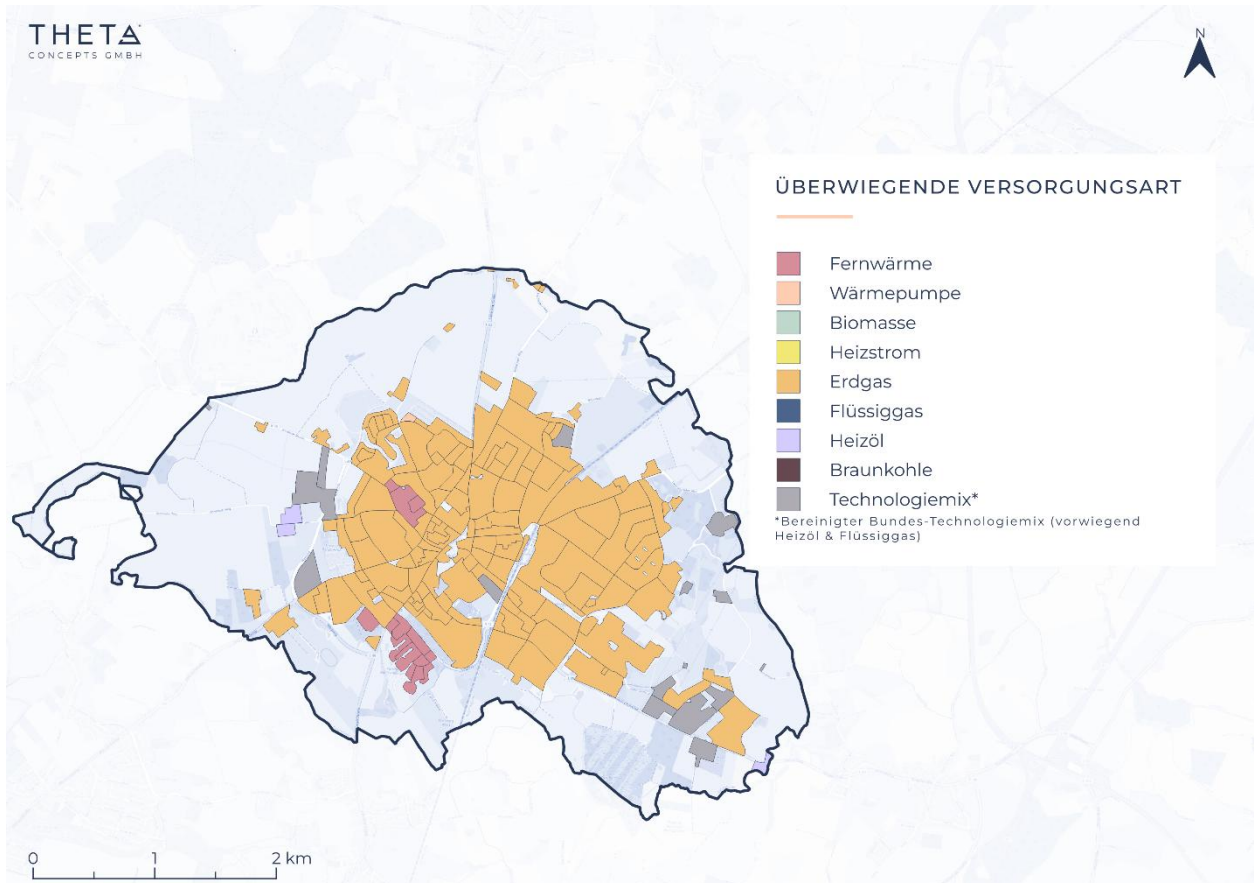 THETA
CONCEPTS GMBH
N
ÜBERWIEGENDE VERSORGUNGSART
Fernwärme
Wärmepumpe
Biomasse
Heizstrom
Erdgas
Flüssiggas
Heizöl
Braunkohle
Technologiemix*
*Bereinigter Bundes-Technologiemix (vorwiegend
Heizöl & Flüssiggas)
0 1 2 km